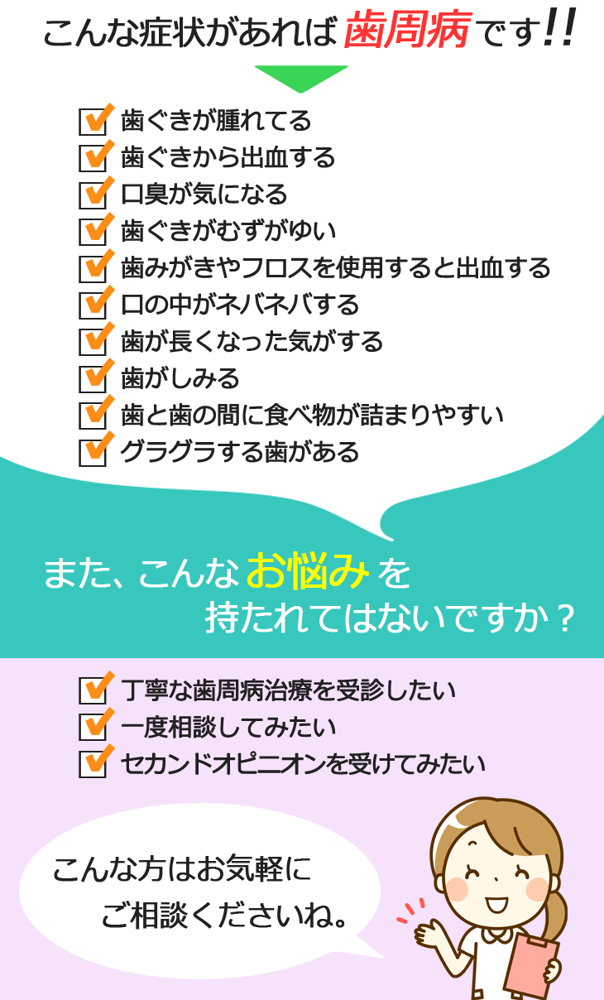 こんな症状があれば歯周病です!!
歯ぐきが腫れてる
歯ぐきから出血する
口臭が気になる
歯ぐきがむずがゆい
歯みがきやフロスを使用すると出血する
口の中がネバネバする
歯が長くなった気がする
歯がしみる
歯と歯の間に食べ物が詰まりやすい
グラグラする歯がある
また、こんなお悩みを
持たれてはないですか？
丁寧な歯周病治療を受診したい
一度相談してみたい
セカンドオピニオンを受けてみたい
こんな方はお気軽に
ご相談くださいね。